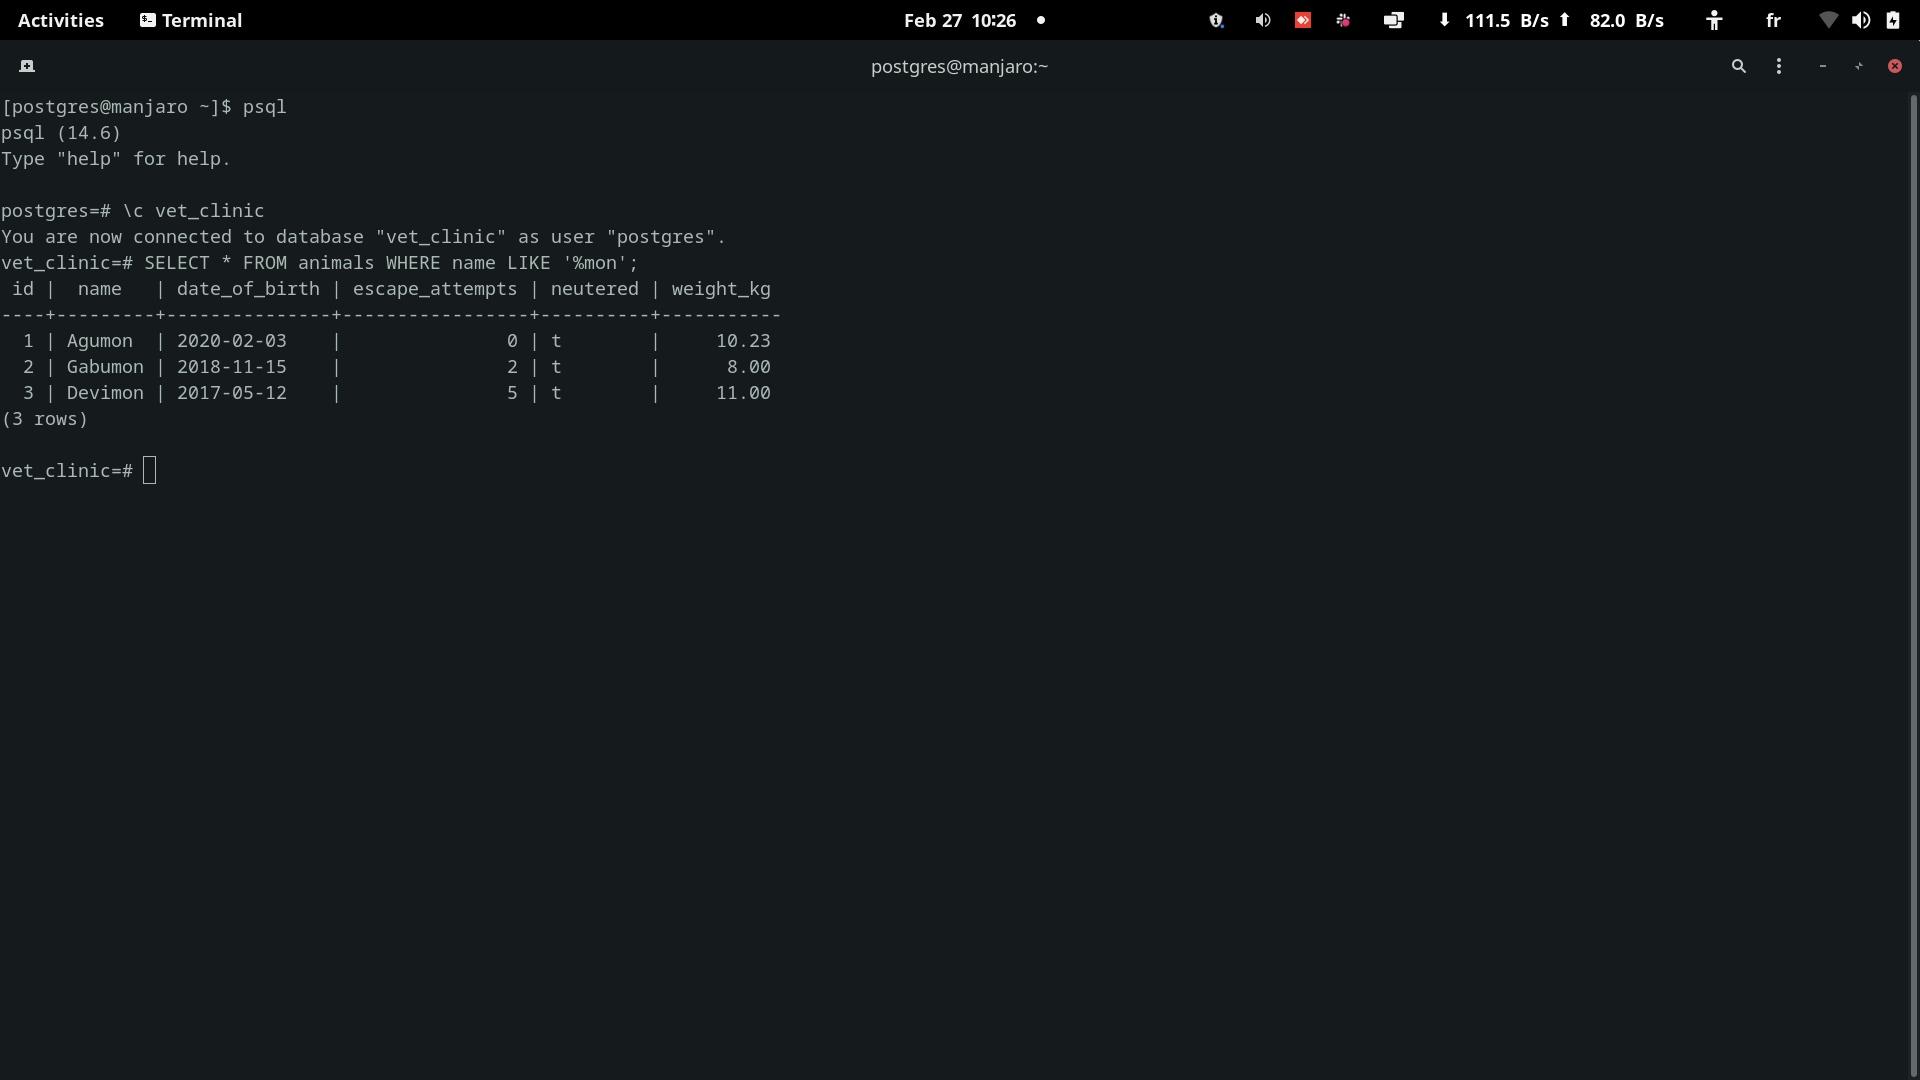 Activities Terminal Feb 27 10:26 111.5 B/s 82.0 B/s fr
postgres@manjaro:~
[postgres@manjaro ~]$ psql
psql (14.6)
Type "help" for help.

postgres=# \c vet_clinic
You are now connected to database "vet_clinic" as user "postgres".
vet_clinic=# SELECT * FROM animals WHERE name LIKE '%mon';
 id |  name   | date_of_birth | escape_attempts | neutered | weight_kg
----+---------+---------------+-----------------+----------+-----------
  1 | Agumon  | 2020-02-03    |               0 | t        |     10.23
  2 | Gabumon | 2018-11-15    |               2 | t        |      8.00
  3 | Devimon | 2017-05-12    |               5 | t        |     11.00
(3 rows)

vet_clinic=#